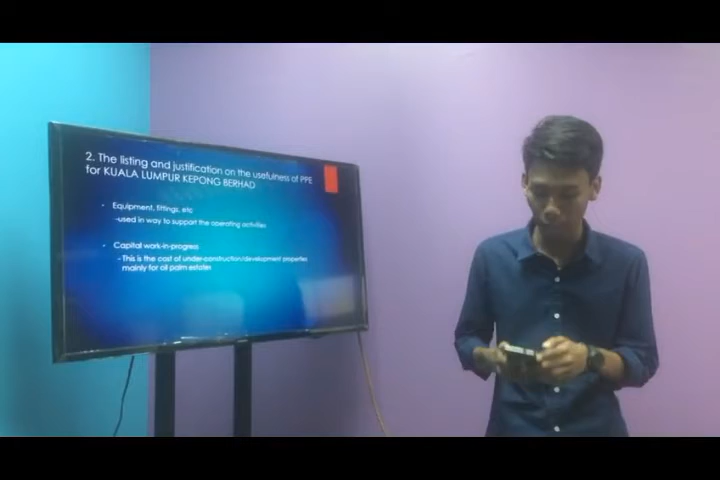 2. The listing and justification on the usefulness of PPE
for KUALA LUMPUR KEPONG BERHAD
- Equipment, fittings, etc
-used in way to support the operating activities
- Capital work-in-progress
- This is the cost of under-construction/development properties
mainly for oil palm estates